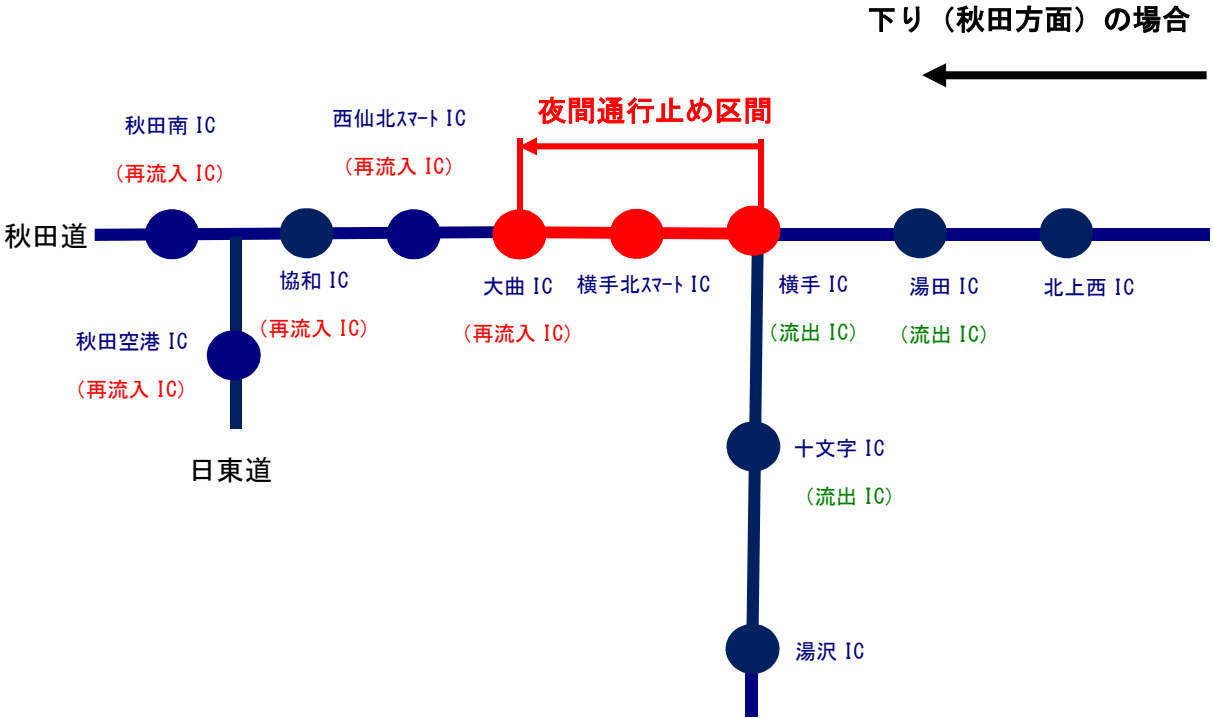 下り（秋田方面）の場合
夜間通行止め区間
秋田南 IC
（再流入 IC）
西仙北スマート IC
（再流入 IC）
秋田道
協和 IC
（再流入 IC）
大曲 IC
（再流入 IC）
横手北スマート IC
横手 IC
（流出 IC）
湯田 IC
（流出 IC）
北上西 IC
秋田空港 IC
（再流入 IC）
日東道
十文字 IC
（流出 IC）
湯沢 IC